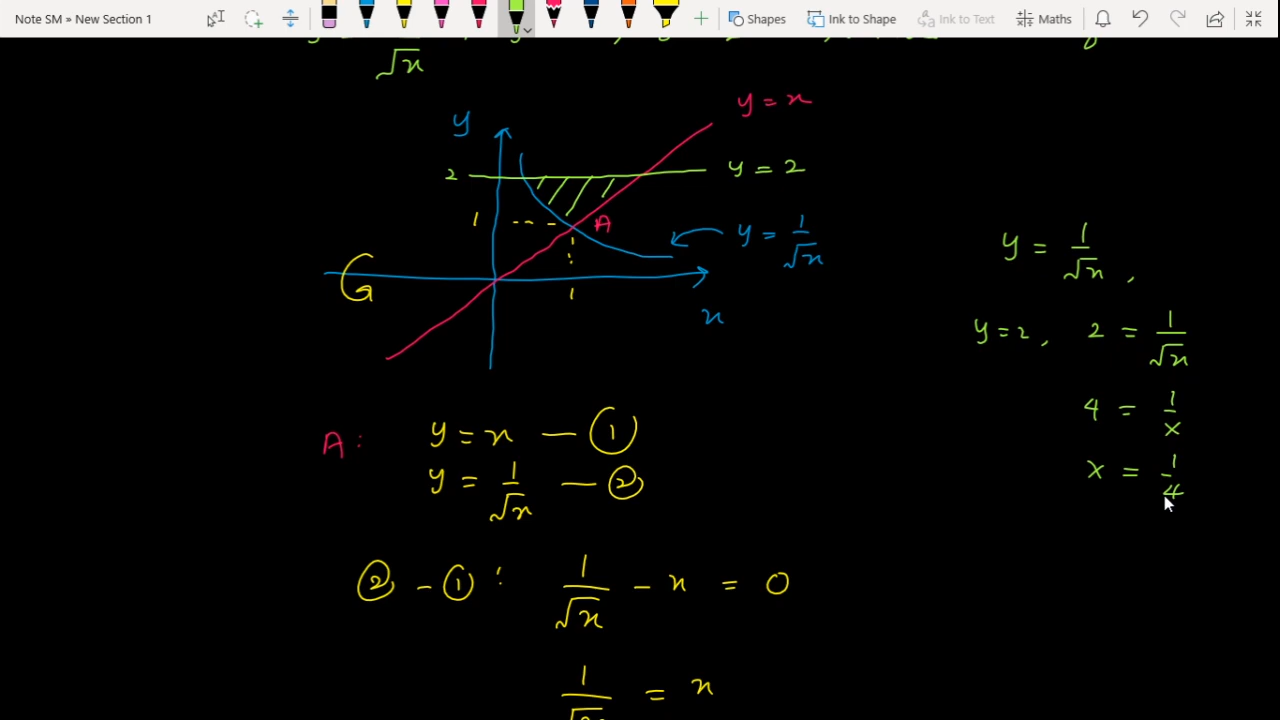 Note SM » New Section 1
Shapes
Ink to Shape
Ink to Text
Maths
√x
y
y = x
2
y = 2
1
A
y = 1/√x
1
x
y = 1/√x ,
y=2, 2 = 1/√x
4 = 1/x
x = 1/4
A: y = x — ①
y = 1/√x — ②
② - ① : 1/√x - x = 0
1/√x = x